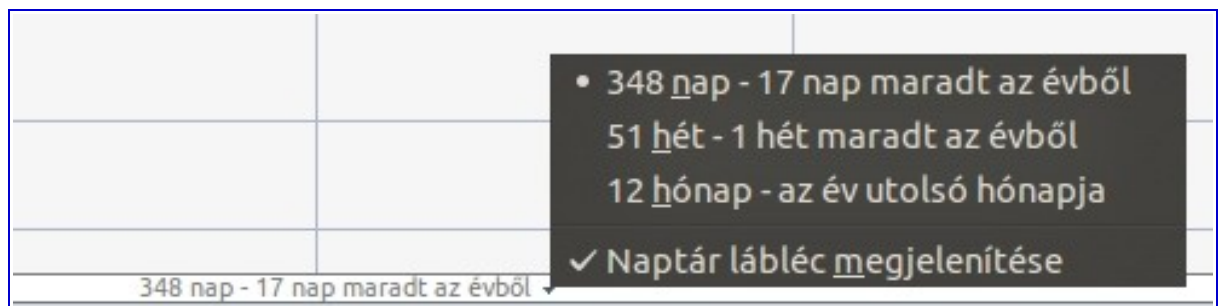 348 nap - 17 nap maradt az évből
51 hét - 1 hét maradt az évből
12 hónap - az év utolsó hónapja
Naptár lábléc megjelenítése
348 nap - 17 nap maradt az évből